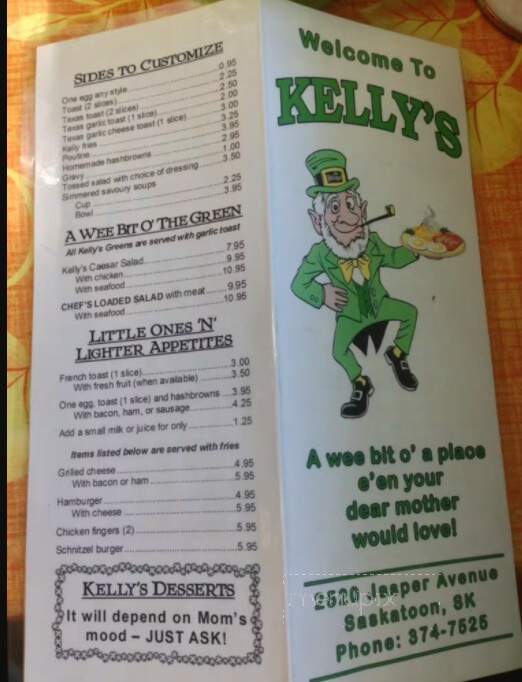 SIDES TO CUSTOMIZE
One egg any style 0.95
Toast (2 slices) 2.25
Texas toast (2 slices) 2.50
Texas garlic toast (1 slice) 2.00
Texas garlic cheese toast (1 slice) 3.00
Kelly fries 3.25
Poutine 3.95
Homemade hashbrowns 2.95
Gravy 1.00
Tossed salad with choice of dressing 3.50
Simmered savoury soups
Cup 2.25
Bowl 3.95
A WEE BIT O' THE GREEN
All Kelly's Greens are served with garlic toast
Kelly's Caesar Salad 7.95
With chicken 9.95
With seafood 10.95
CHEF'S LOADED SALAD with meat 9.95
With seafood 10.95
LITTLE ONES 'N'
LIGHTER APPETITES
French toast (1 slice) 3.00
With fresh fruit (when available) 3.50
One egg, toast (1 slice) and hashbrowns 3.95
With bacon, ham, or sausage 4.25
Add a small milk or juice for only 1.25
Items listed below are served with fries
Grilled cheese 4.95
With bacon or ham 5.95
Hamburger 4.95
With cheese 5.95
Chicken fingers (2) 5.95
Schnitzel burger 5.95
KELLY'S DESSERTS
It will depend on Mom's
mood – JUST ASK!
Welcome To
KELLY'S
A wee bit o' a place
e'en your
dear mother
would love!
Avenue
Saskatoon, SK
Phone: 374-7525
menupix